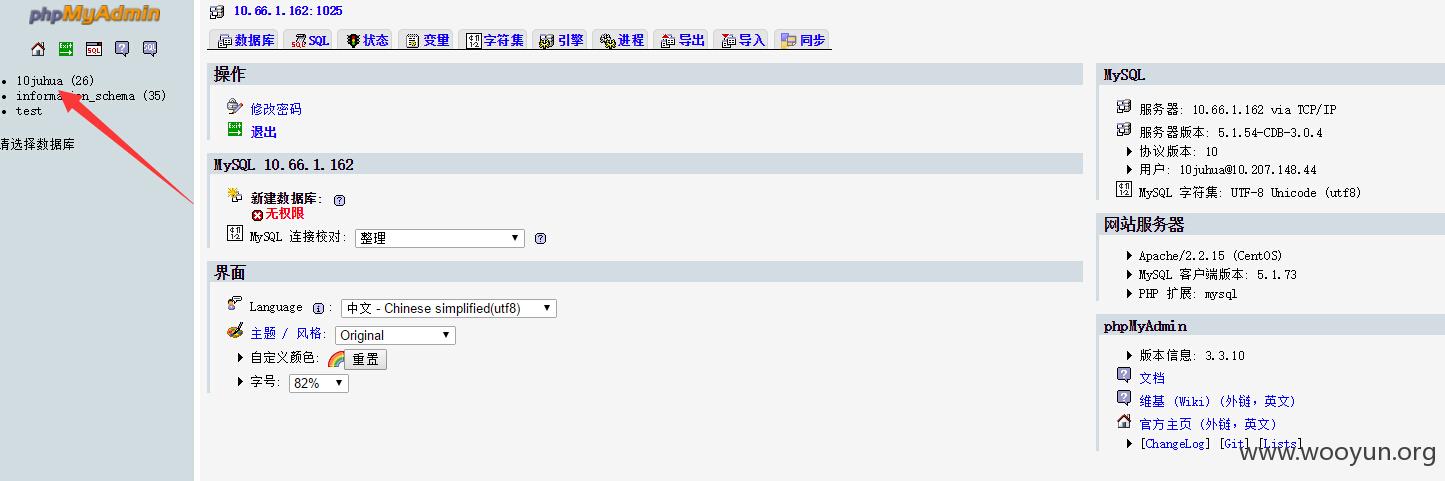 phpMyAdmin
10juhua (26)
information_schema (35)
test
请选择数据库
10.66.1.162:1025
数据库 SQL 状态 变量 字符集 引擎 进程 导出 导入 同步
操作
修改密码
退出
MySQL 10.66.1.162
新建数据库:
无权限
MySQL 连接校对: 整理
界面
Language : 中文 - Chinese simplified(utf8)
主题 / 风格: Original
自定义颜色: 重置
字号: 82%
MySQL
服务器: 10.66.1.162 via TCP/IP
服务器版本: 5.1.54-CDB-3.0.4
协议版本: 10
用户: 10juhua@10.207.148.44
MySQL 字符集: UTF-8 Unicode (utf8)
网站服务器
Apache/2.2.15 (CentOS)
MySQL 客户端版本: 5.1.73
PHP 扩展: mysql
phpMyAdmin
版本信息: 3.3.10
文档
维基 (Wiki) (外链，英文)
官方主页 (外链，英文)
[ChangeLog] [Git] [Lists]
www.wooyun.org